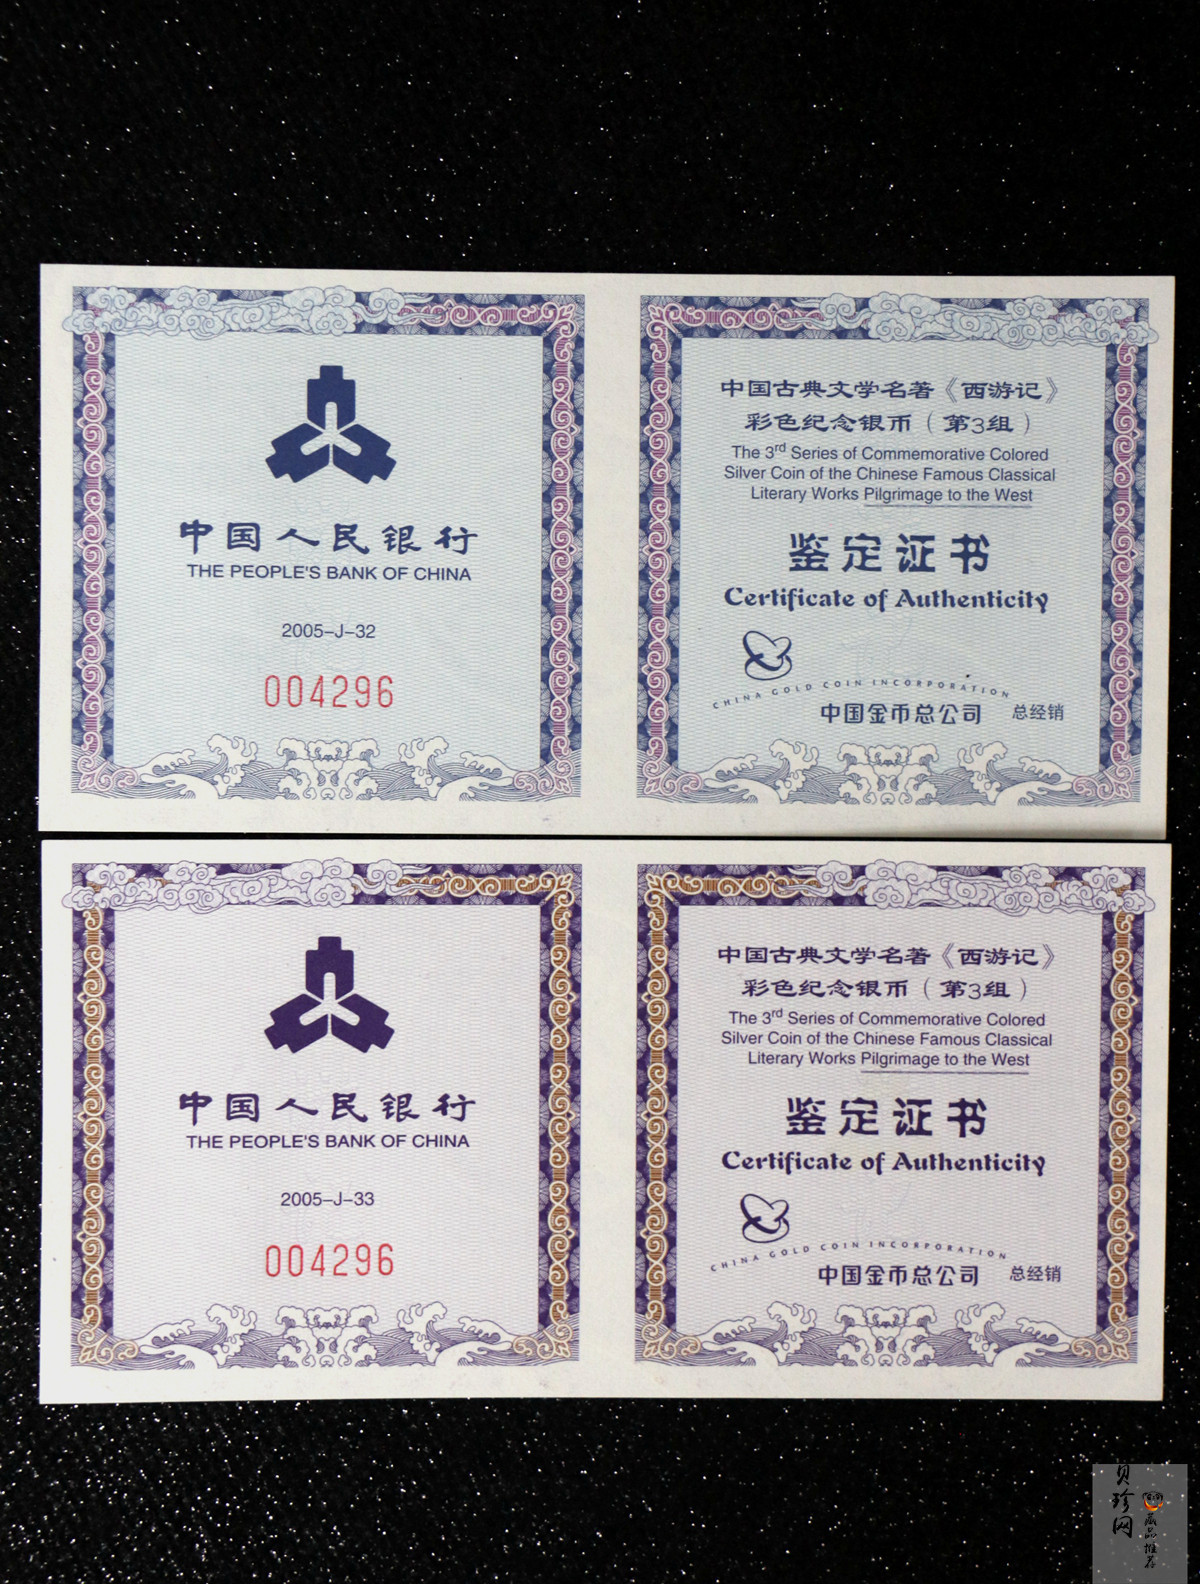 中国人民银行
THE PEOPLE'S BANK OF CHINA
2005-J-32
004296
中国古典文学名著《西游记》
彩色纪念银币（第3组）
The 3rd Series of Commemorative Colored
Silver Coin of the Chinese Famous Classical
Literary Works Pilgrimage to the West
鉴定证书
Certificate of Authenticity
CHINA GOLD COIN INCORPORATION
中国金币总公司 总经销
中国人民银行
THE PEOPLE'S BANK OF CHINA
2005-J-33
004296
中国古典文学名著《西游记》
彩色纪念银币（第3组）
The 3rd Series of Commemorative Colored
Silver Coin of the Chinese Famous Classical
Literary Works Pilgrimage to the West
鉴定证书
Certificate of Authenticity
CHINA GOLD COIN INCORPORATION
中国金币总公司 总经销
贝珍网
藏品推荐